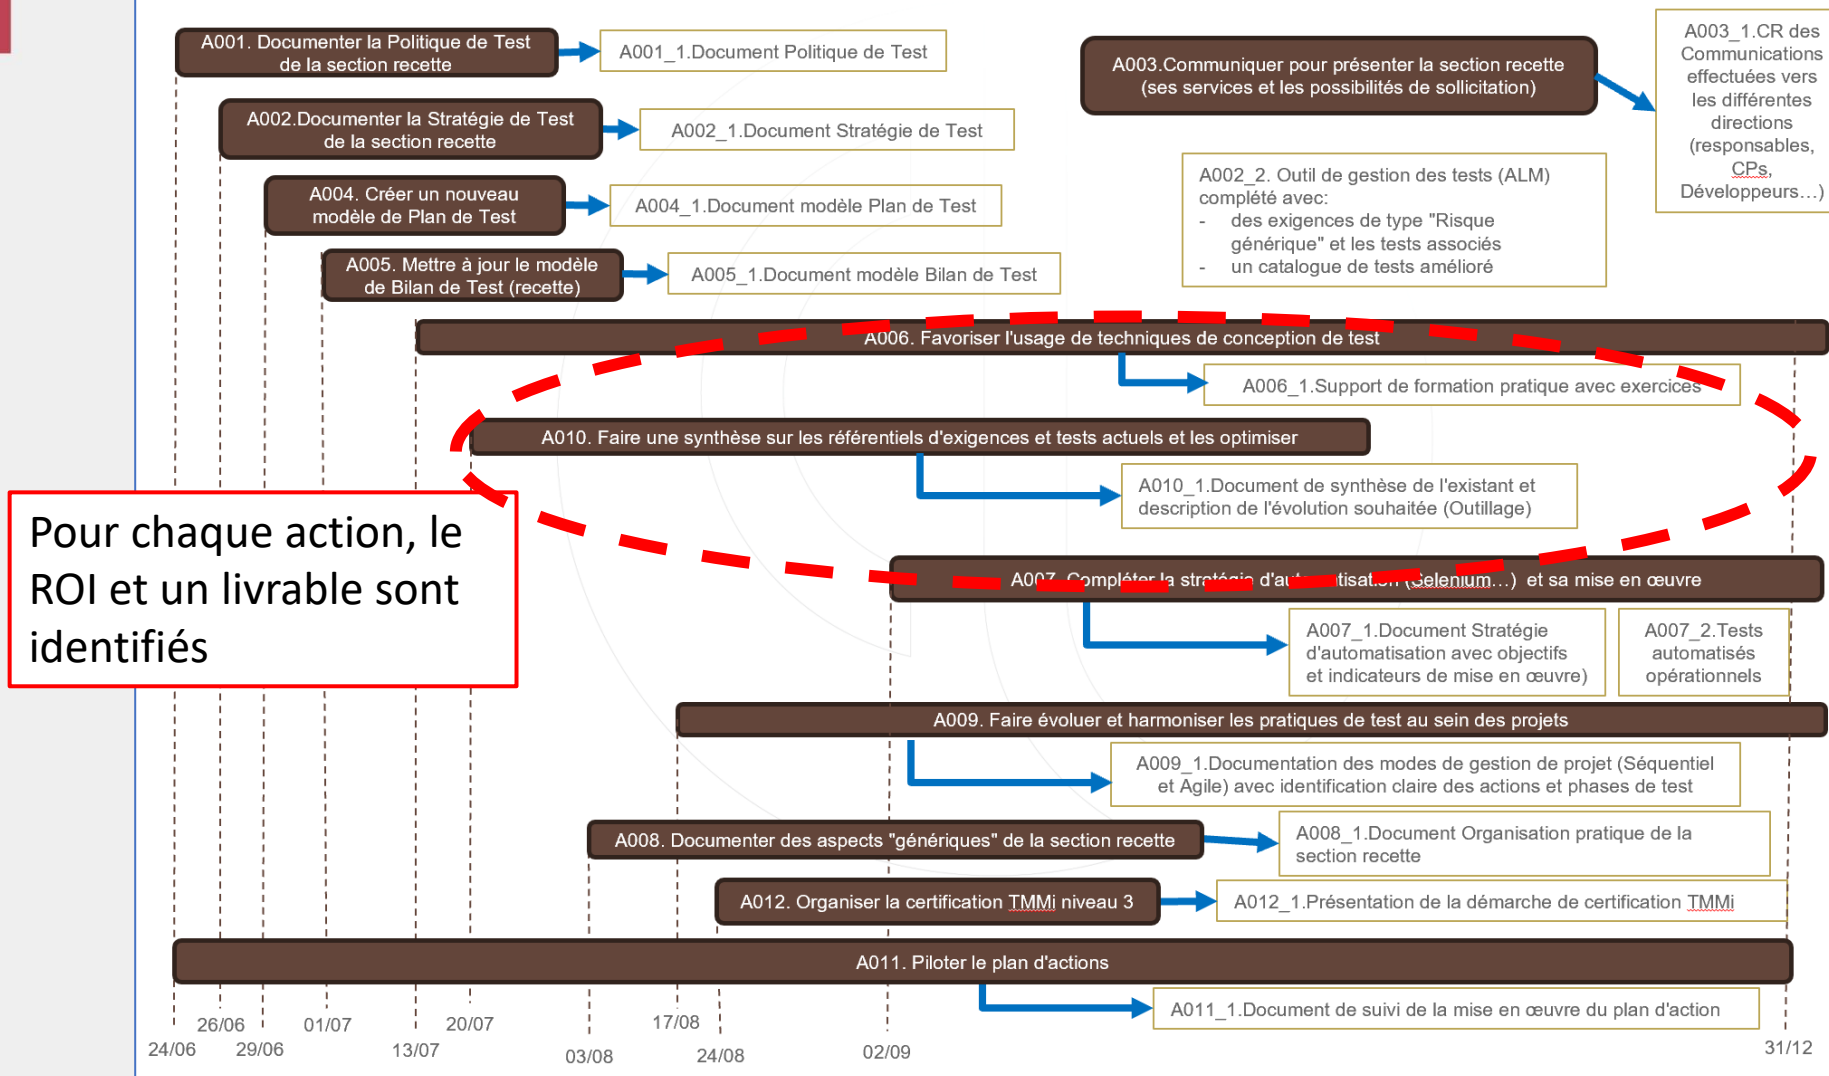 A001. Documenter la Politique de Test
de la section recette
A001_1.Document Politique de Test
A003.Communiquer pour présenter la section recette
(ses services et les possibilités de sollicitation)
A003_1.CR des
Communications
effectuées vers
les différentes
directions
(responsables,
CPs,
Développeurs…)
A002.Documenter la Stratégie de Test
de la section recette
A002_1.Document Stratégie de Test
A002_2. Outil de gestion des tests (ALM)
complété avec:
- des exigences de type "Risque
générique" et les tests associés
- un catalogue de tests amélioré
A004. Créer un nouveau
modèle de Plan de Test
A004_1.Document modèle Plan de Test
A005. Mettre à jour le modèle
de Bilan de Test (recette)
A005_1.Document modèle Bilan de Test
A006. Favoriser l'usage de techniques de conception de test
A006_1.Support de formation pratique avec exercices
A010. Faire une synthèse sur les référentiels d'exigences et tests actuels et les optimiser
A010_1.Document de synthèse de l'existant et
description de l'évolution souhaitée (Outillage)
Pour chaque action, le
ROI et un livrable sont
identifiés
A007. Compléter la stratégie d'automatisation (Selenium…) et sa mise en œuvre
A007_1.Document Stratégie
d'automatisation avec objectifs
et indicateurs de mise en œuvre)
A007_2.Tests
automatisés
opérationnels
A009. Faire évoluer et harmoniser les pratiques de test au sein des projets
A009_1.Documentation des modes de gestion de projet (Séquentiel
et Agile) avec identification claire des actions et phases de test
A008. Documenter des aspects "génériques" de la section recette
A008_1.Document Organisation pratique de la
section recette
A012. Organiser la certification TMMi niveau 3
A012_1.Présentation de la démarche de certification TMMi
A011. Piloter le plan d'actions
A011_1.Document de suivi de la mise en œuvre du plan d'action
24/06
26/06
29/06
01/07
13/07
20/07
03/08
17/08
24/08
02/09
31/12